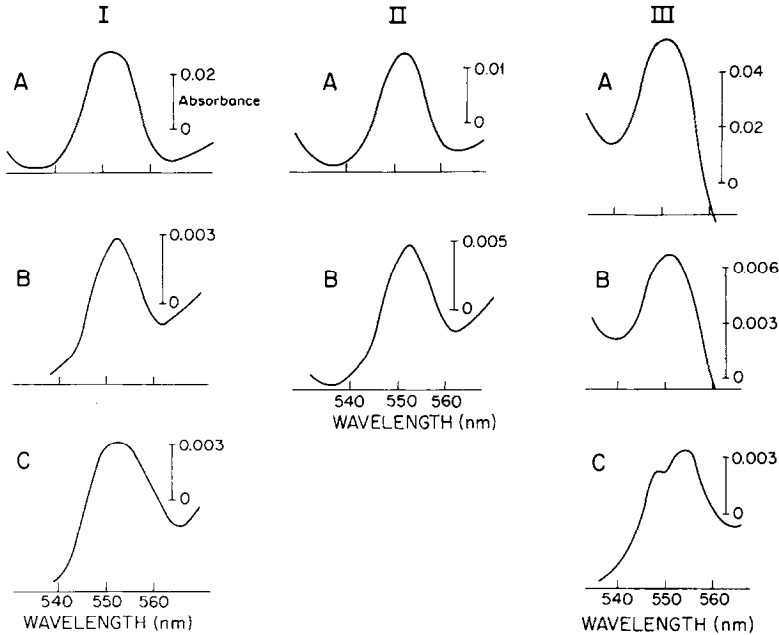 I II III
A 0.02 Absorbance 0
A 0.01 0
A 0.04 0.02 0
B 0.003 0
B 0.005 0
B 0.006 0.003 0
540 550 560
WAVELENGTH (nm)
C 0.003 0
C 0.003 0
540 550 560
WAVELENGTH (nm)
540 550 560
WAVELENGTH (nm)